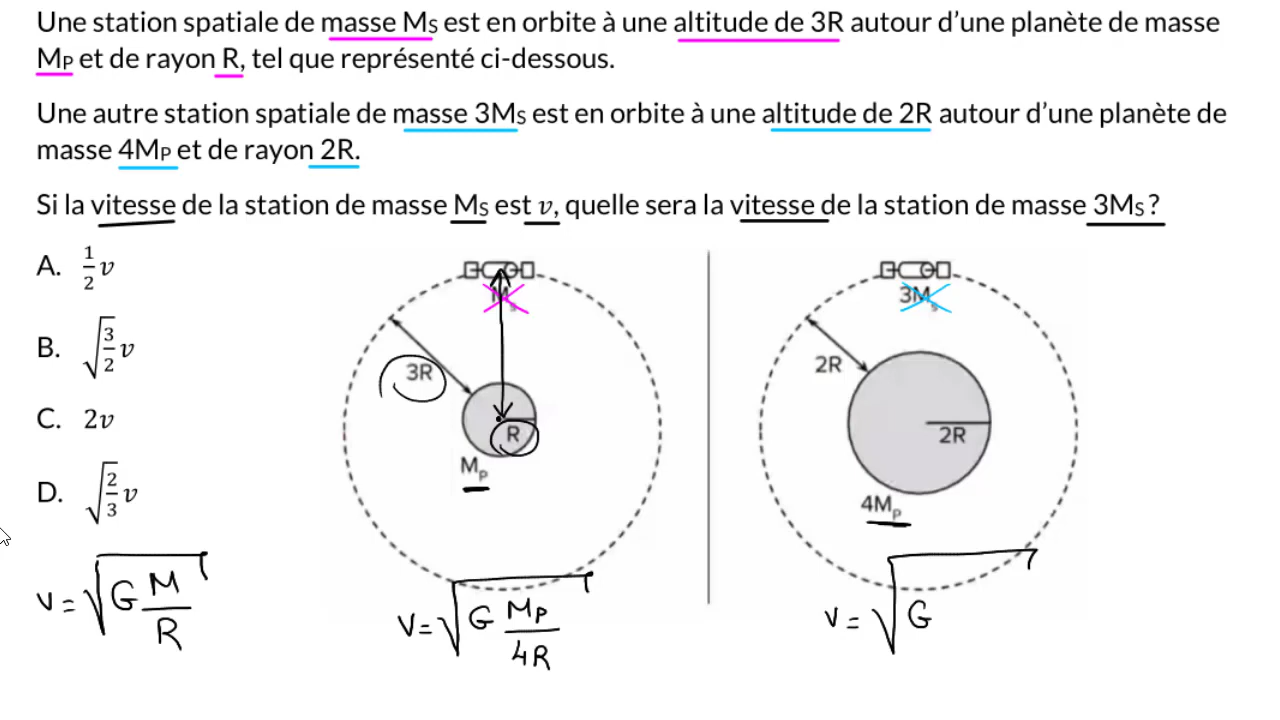 Une station spatiale de masse Ms est en orbite à une altitude de 3R autour d'une planète de masse
Mp et de rayon R, tel que représenté ci-dessous.
Une autre station spatiale de masse 3Ms est en orbite à une altitude de 2R autour d'une planète de
masse 4Mp et de rayon 2R.
Si la vitesse de la station de masse Ms est v, quelle sera la vitesse de la station de masse 3Ms ?
A. 1/2 v
B. √(3/2) v
C. 2v
D. √(2/3) v
Ms
3R
R
Mp
3Ms
2R
2R
4Mp
v = √(G M/R)
v = √(G Mp/4R)
v = √G